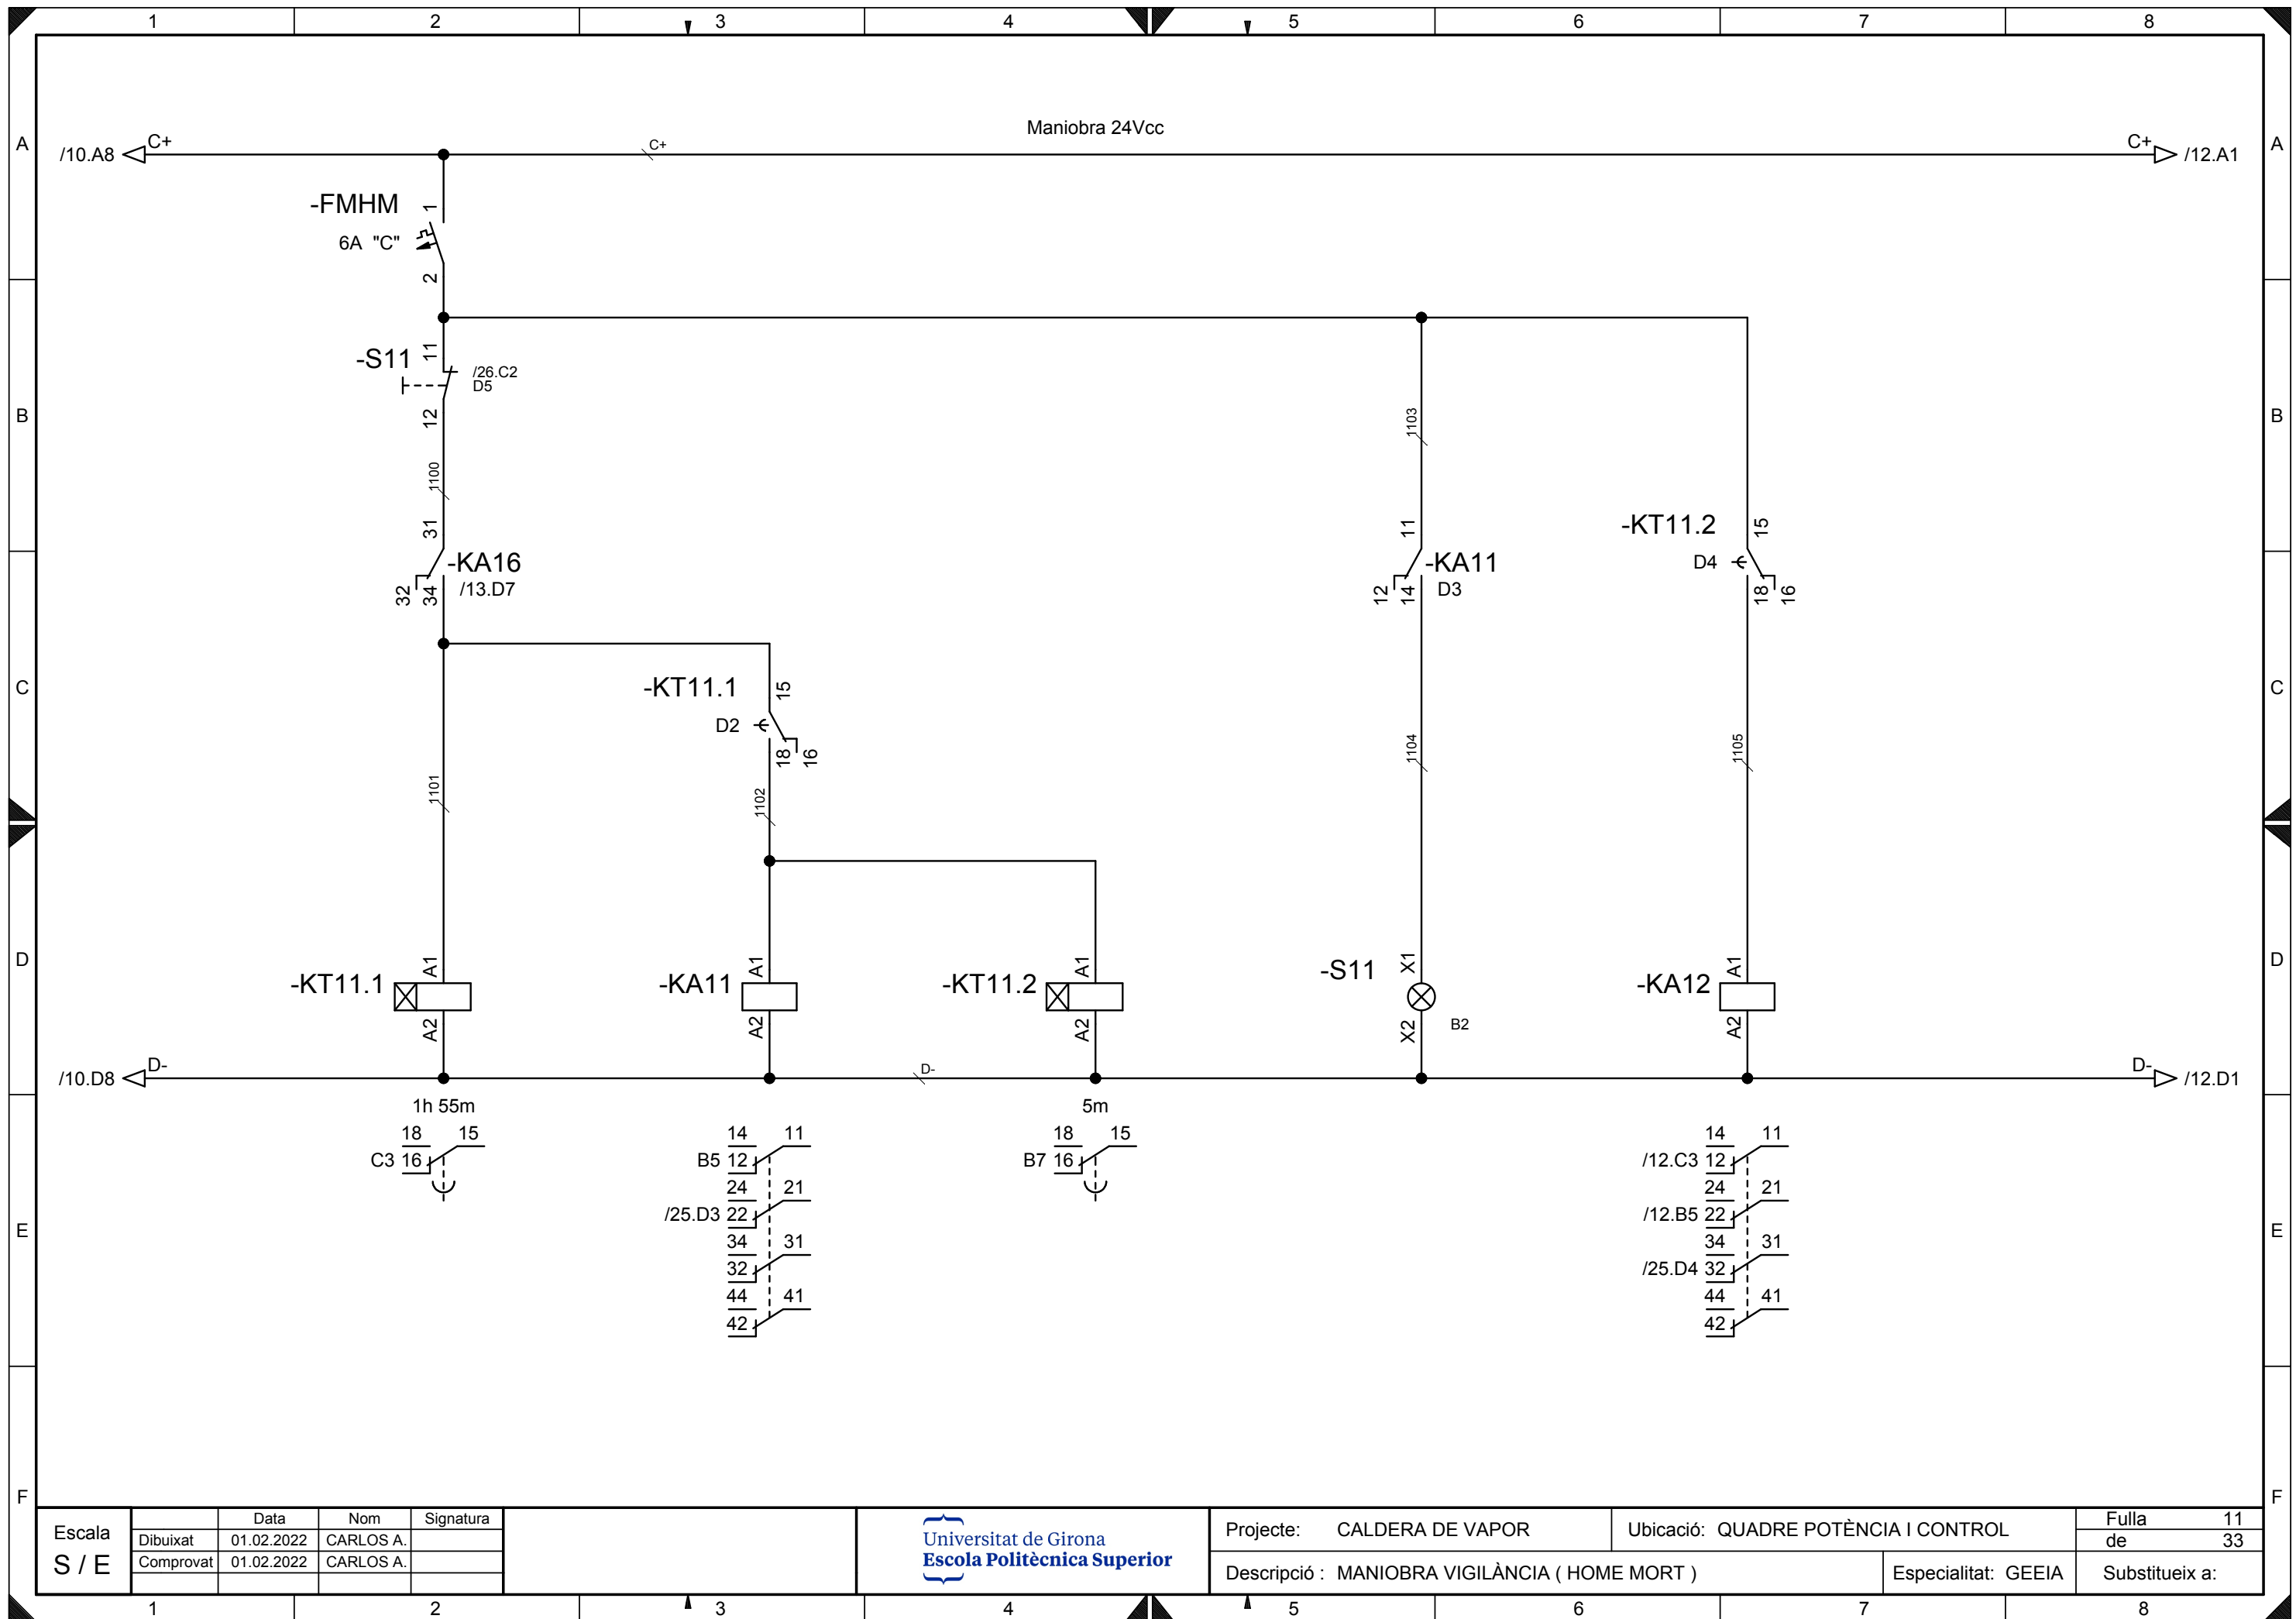 1 2 3 4 5 6 7 8
Maniobra 24Vcc
A /10.A8 C+ C+ C+ /12.A1 A
-FMHM 1
6A "C"
2
-S11 11
/26.C2
D5
B 12 1103 B
1100
31 11 -KT11.2 15
-KA16 -KA11 D4
32 34 /13.D7 12 14 D3 18 16
C -KT11.1 15 C
D2
18 16
1104 1105
1101 1102
D A1 A1 A1 -S11 X1 A1 D
-KT11.1 -KA11 -KT11.2 -KA12
A2 A2 A2 X2 B2 A2
/10.D8 D- D- D- /12.D1
1h 55m 5m
18 15 14 11 18 15 14 11
C3 16 B5 12 B7 16 /12.C3 12
24 21 24 21
E /25.D3 22 /12.B5 22 E
34 31 34 31
32 /25.D4 32
44 41 44 41
42 42
F F
Escala
S / E
Data Nom Signatura
Dibuixat 01.02.2022 CARLOS A.
Comprovat 01.02.2022 CARLOS A.
Universitat de Girona
Escola Politècnica Superior
Projecte: CALDERA DE VAPOR
Ubicació: QUADRE POTÈNCIA I CONTROL
Fulla 11
de 33
Descripció : MANIOBRA VIGILÀNCIA ( HOME MORT )
Especialitat: GEEIA
Substitueix a:
1 2 3 4 5 6 7 8